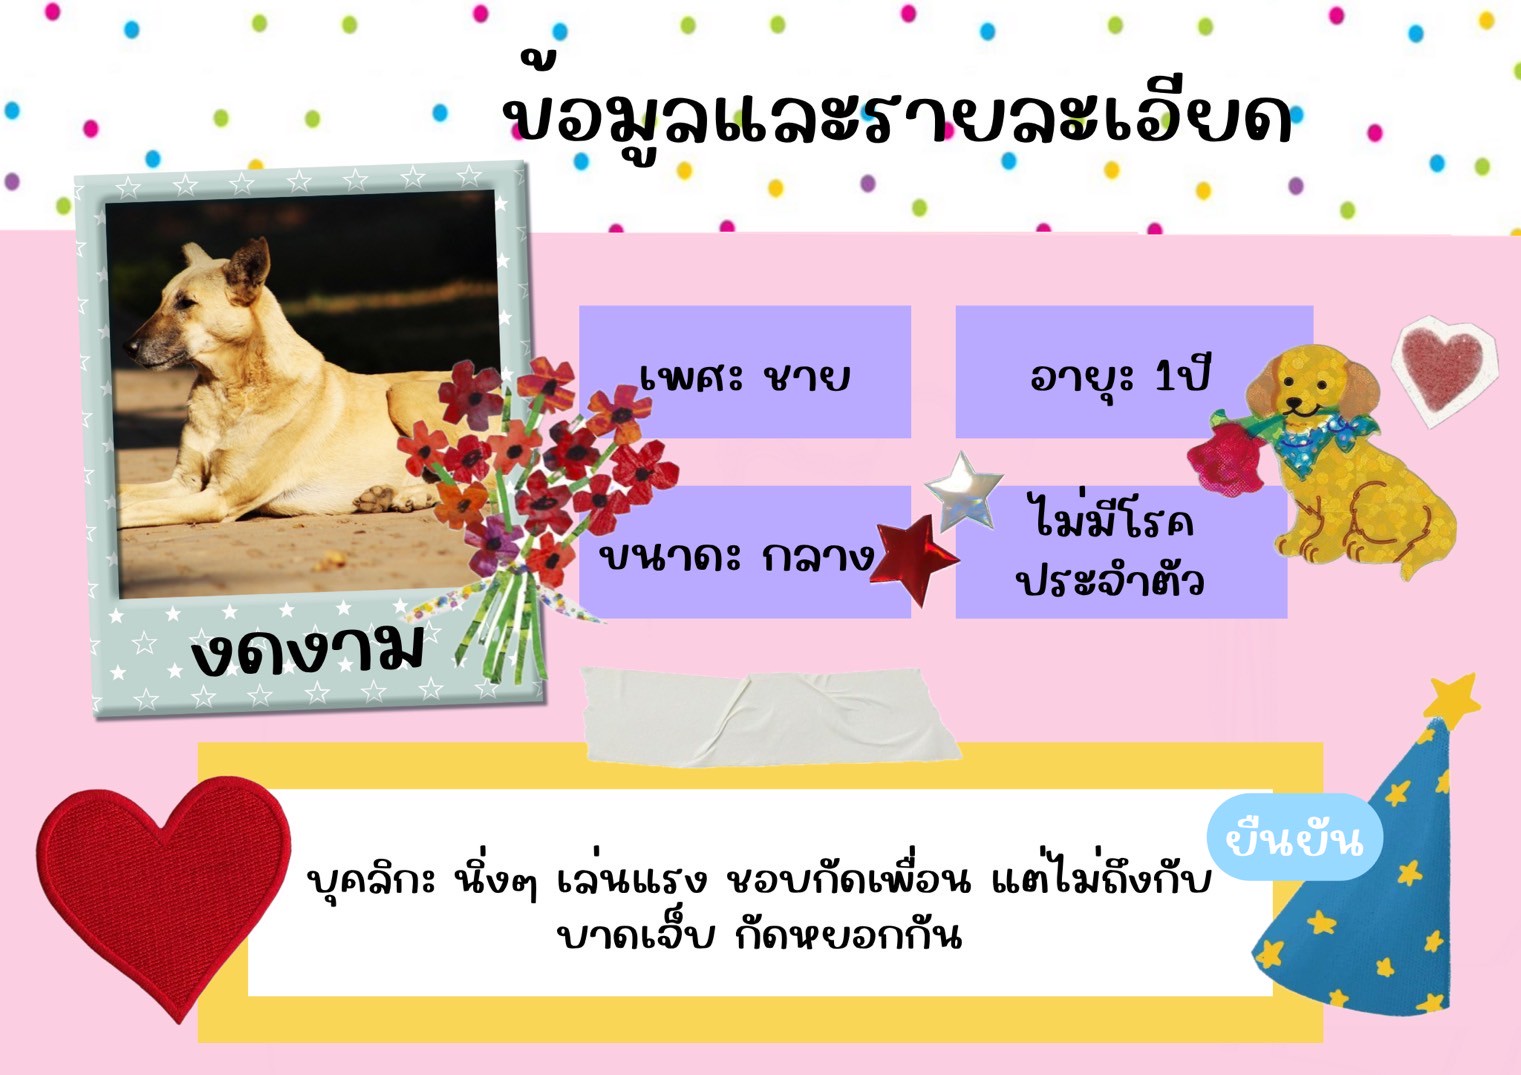 ข้อมูลและรายละเอียด
เพศ: ชาย
อายุ: 1ปี
ขนาด: กลาง
ไม่มีโรค
ประจำตัว
งดงาม
ยืนยัน
บุคลิก: นิ่งๆ เล่นแรง ชอบกัดเพื่อน แต่ไม่ถึงกับ
บาดเจ็บ กัดหยอกกัน